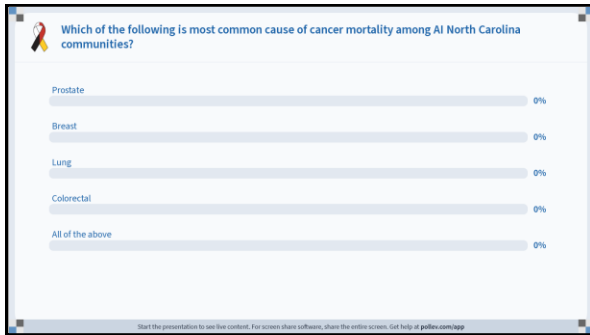 Which of the following is most common cause of cancer mortality among AI North Carolina
communities?
Prostate
0%
Breast
0%
Lung
0%
Colorectal
0%
All of the above
0%
Start the presentation to see live content. For screen share software, share the entire screen. Get help at pollev.com/app